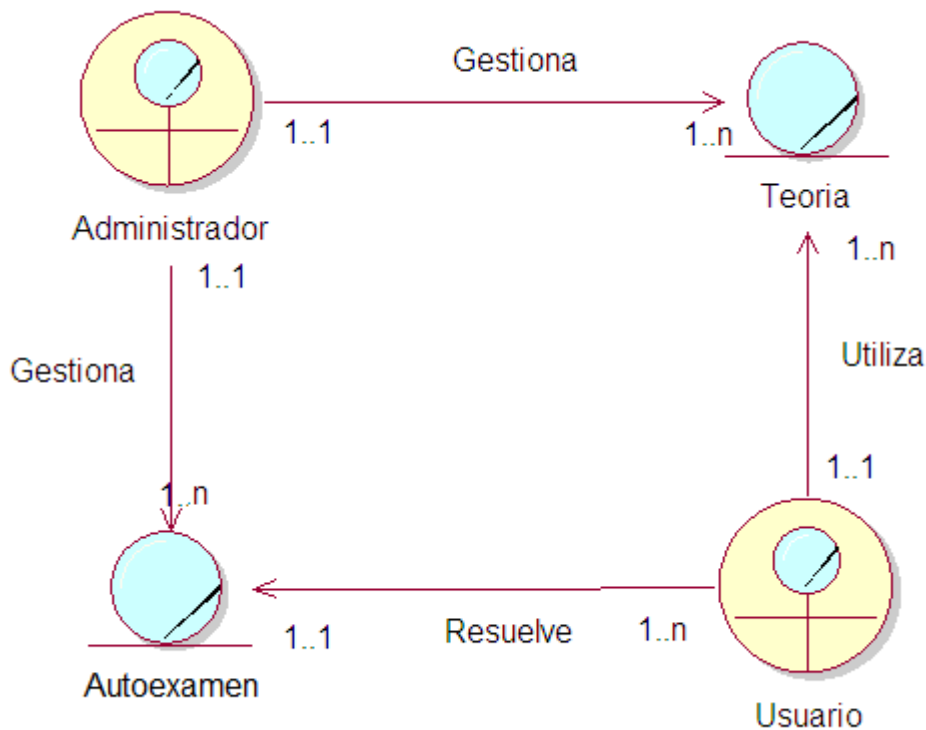 Gestiona
1..1
1..n
Administrador
Teoria
1..1
1..n
Gestiona
Utiliza
1..n
1..1
1..1
Resuelve
1..n
Autoexamen
Usuario